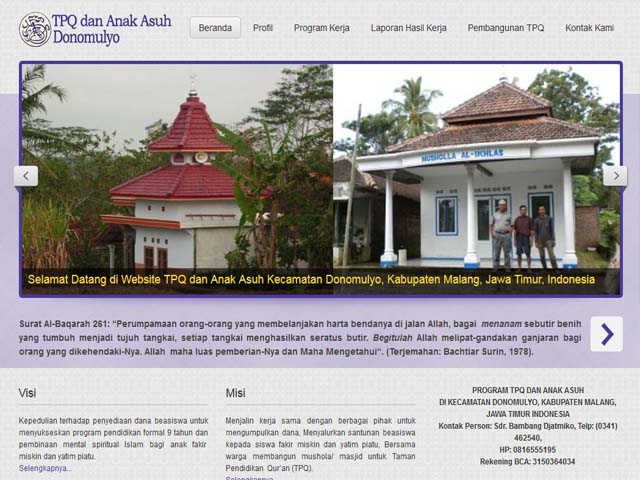 TPQ dan Anak Asuh
Donomulyo
Beranda Profil Program Kerja Laporan Hasil Kerja Pembangunan TPQ Kontak Kami
MUSHOLLA AL-IKHLAS
Selamat Datang di Website TPQ dan Anak Asuh Kecamatan Donomulyo, Kabupaten Malang, Jawa Timur, Indonesia
Surat Al-Baqarah 261: “Perumpamaan orang-orang yang membelanjakan harta bendanya di jalan Allah, bagai menanam sebutir benih
yang tumbuh menjadi tujuh tangkai, setiap tangkai menghasilkan seratus butir. Begitulah Allah melipat-gandakan ganjaran bagi
orang yang dikehendaki-Nya. Allah maha luas pemberian-Nya dan Maha Mengetahui“. (Terjemahan: Bachtiar Surin, 1978).
Visi
Kepedulian terhadap penyediaan dana beasiswa untuk
menyukseskan program pendidikan formal 9 tahun dan
pembinaan mental spiritual Islam bagi anak fakir
miskin dan yatim piatu.
Selengkapnya...
Misi
Menjalin kerja sama dengan berbagai pihak untuk
mengumpulkan dana, Menyalurkan santunan beasiswa
kepada siswa fakir miskin dan yatim piatu, Bersama
warga membangun mushola/ masjid untuk Taman
Pendidikan Qur'an (TPQ).
Selengkapnya...
PROGRAM TPQ DAN ANAK ASUH
DI KECAMATAN DONOMULYO, KABUPATEN MALANG,
JAWA TIMUR INDONESIA
Kontak Person: Sdr. Bambang Djatmiko, Telp: (0341)
462540,
HP: 0816555195
Rekening BCA: 3150364034